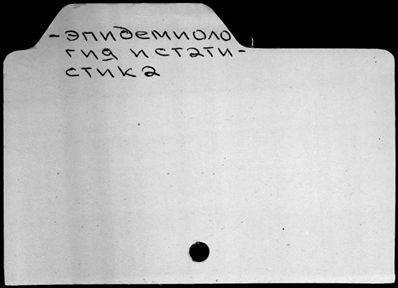 -эпидемиоло
гия и стати-
стика